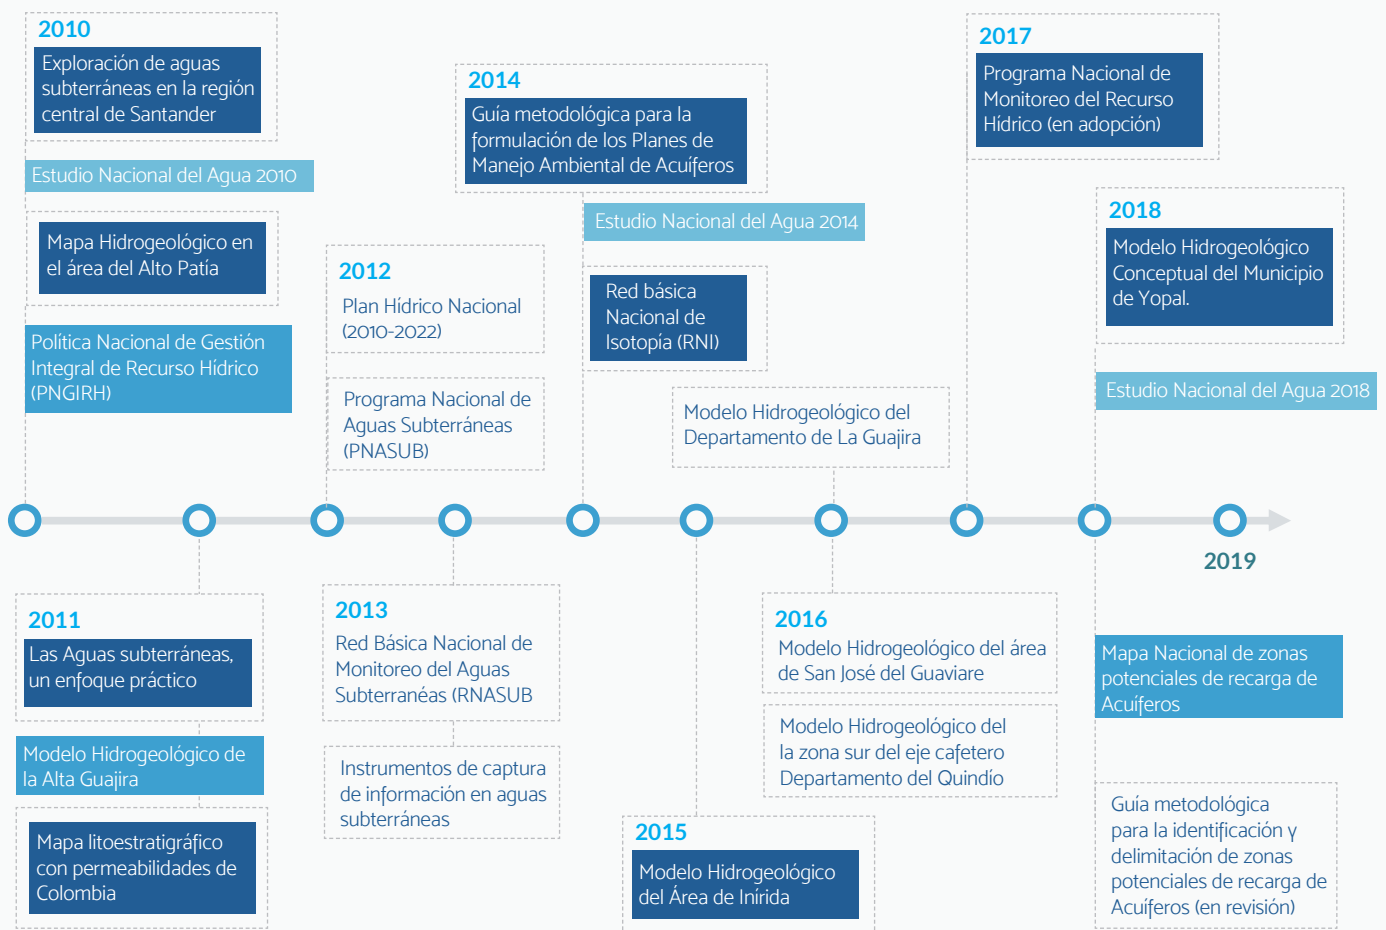 2010
Exploración de aguas
subterráneas en la región
central de Santander
Estudio Nacional del Agua 2010
Mapa Hidrogeológico en
el área del Alto Patía
Política Nacional de Gestión
Integral de Recurso Hídrico
(PNGIRH)
2011
Las Aguas subterráneas,
un enfoque práctico
Modelo Hidrogeológico de
la Alta Guajira
Mapa litoestratigráfico
con permeabilidades de
Colombia
2012
Plan Hídrico Nacional
(2010-2022)
Programa Nacional de
Aguas Subterráneas
(PNASUB)
2013
Red Básica Nacional de
Monitoreo del Aguas
Subterranéas (RNASUB
Instrumentos de captura
de información en aguas
subterráneas
2014
Guía metodológica para la
formulación de los Planes de
Manejo Ambiental de Acuíferos
Estudio Nacional del Agua 2014
Red básica
Nacional de
Isotopía (RNI)
2015
Modelo Hidrogeológico
del Área de Inírida
Modelo Hidrogeológico del
Departamento de La Guajira
2016
Modelo Hidrogeológico del área
de San José del Guaviare
Modelo Hidrogeológico del
la zona sur del eje cafetero
Departamento del Quindío
2017
Programa Nacional de
Monitoreo del Recurso
Hídrico (en adopción)
2018
Modelo Hidrogeológico
Conceptual del Municipio
de Yopal.
Estudio Nacional del Agua 2018
Mapa Nacional de zonas
potenciales de recarga de
Acuíferos
Guía metodológica
para la identificación y
delimitación de zonas
potenciales de recarga de
Acuíferos (en revisión)
2019